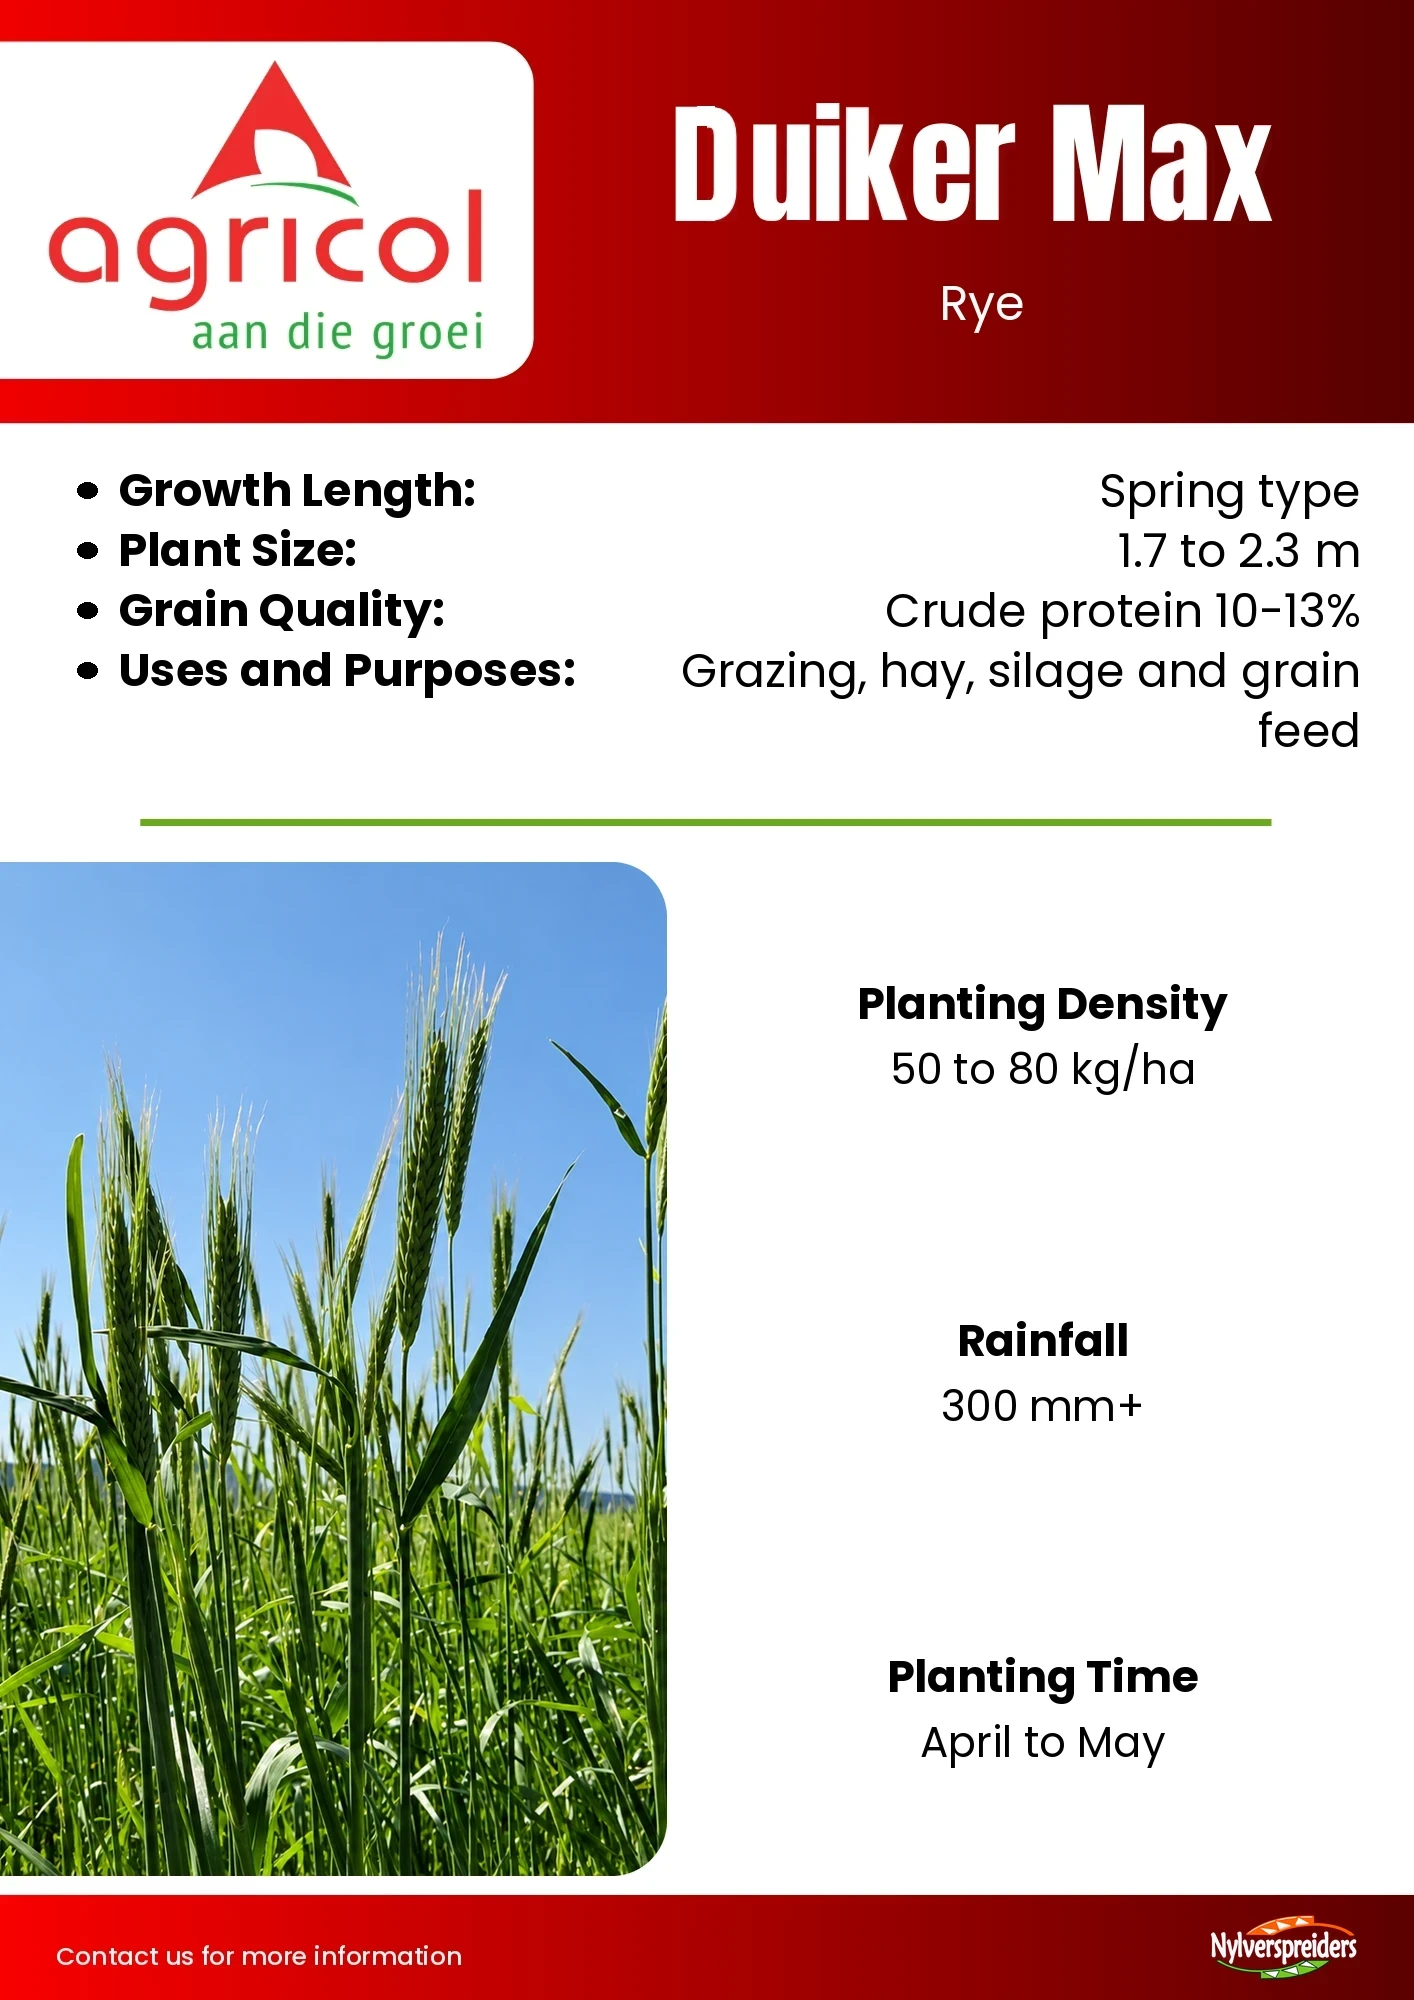 agricol
aan die groei
Duiker Max
Rye
• Growth Length: Spring type
• Plant Size: 1.7 to 2.3 m
• Grain Quality: Crude protein 10-13%
• Uses and Purposes: Grazing, hay, silage and grain
feed
Planting Density
50 to 80 kg/ha
Rainfall
300 mm+
Planting Time
April to May
Contact us for more information
Nylverspreiders